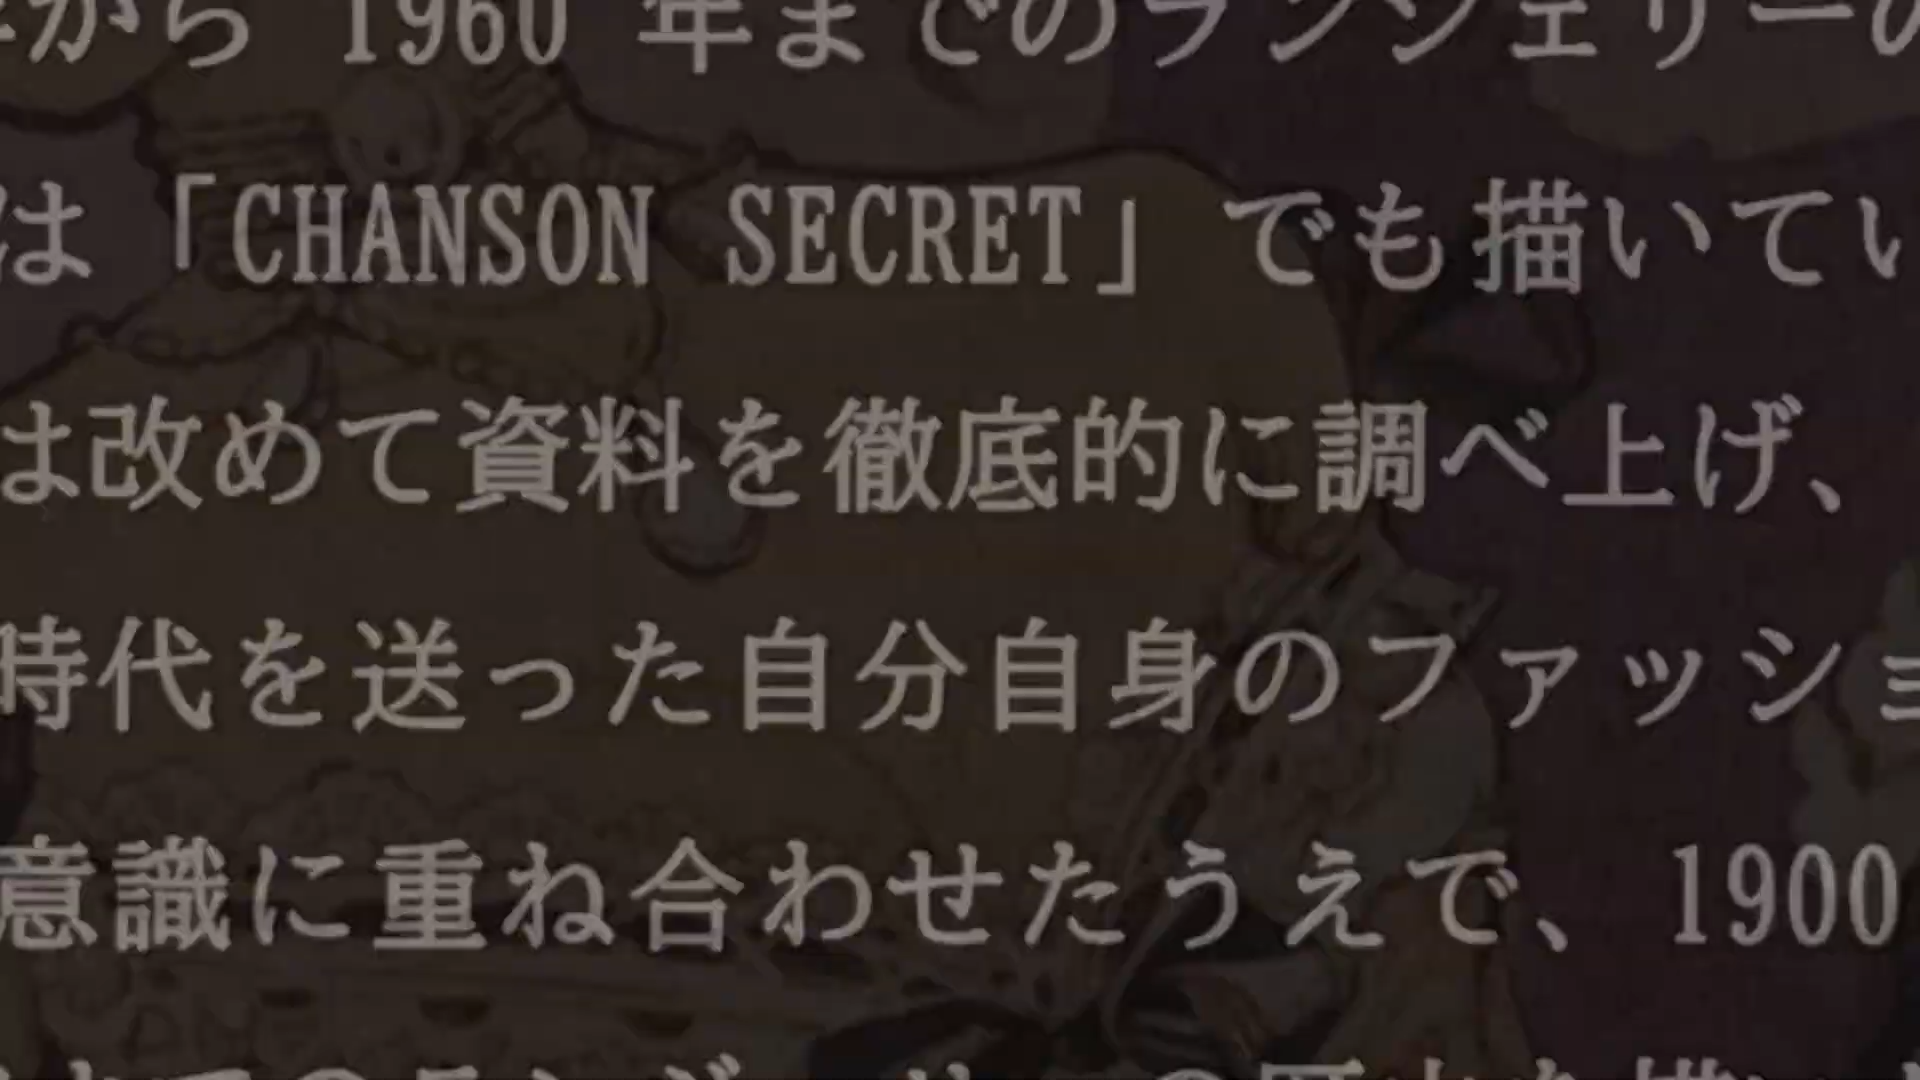 から 1960 年までのランジェリーの
は「CHANSON SECRET」でも描いてい
は改めて資料を徹底的に調べ上げ、
時代を送った自分自身のファッショ
意識に重ね合わせたうえで、 1900